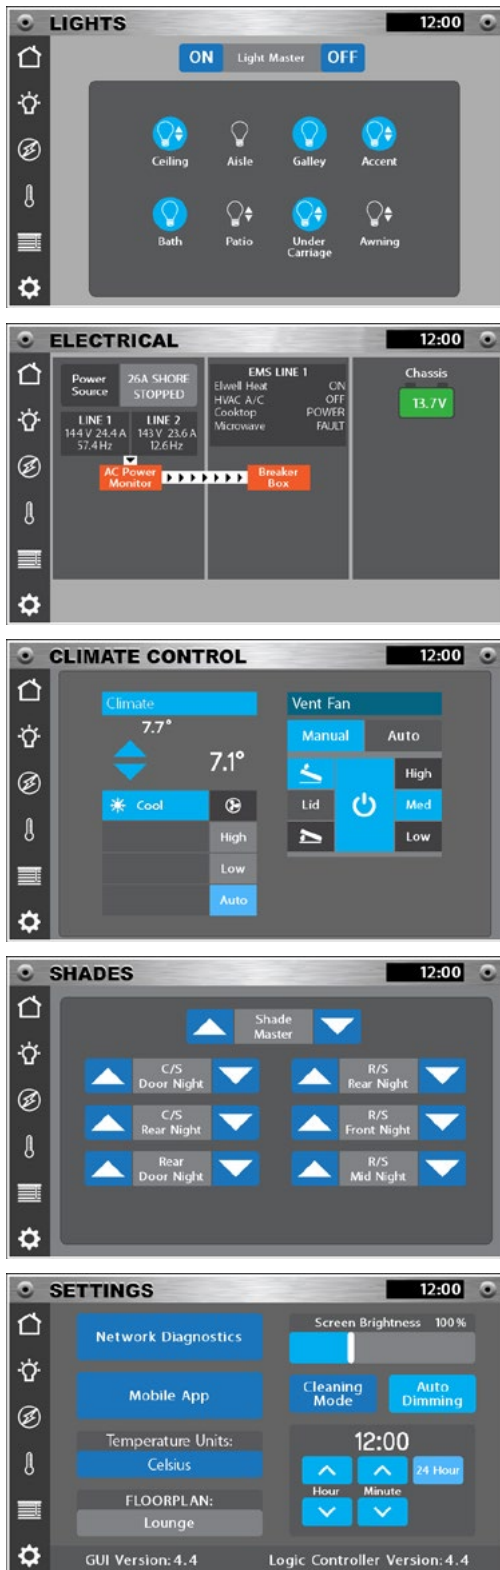 LIGHTS
12:00
ON Light Master OFF
Ceiling Aisle Galley Accent
Bath Patio Under Carriage Awning
ELECTRICAL
12:00
Power Source
26A SHORE STOPPED
LINE 1
144 V 24.4 A
57.4 Hz
LINE 2
143 V 23.6 A
12.6 Hz
AC Power Monitor
Breaker Box
EMS LINE 1
Elwell Heat ON
HVAC A/C OFF
Cooktop POWER
Microwave FAULT
Chassis
13.7V
CLIMATE CONTROL
12:00
Climate
7.7°
7.1°
Cool
High
Low
Auto
Vent Fan
Manual Auto
High
Lid Med
Low
SHADES
12:00
Shade
Master
C/S
Door Night
R/S
Rear Night
C/S
Rear Night
R/S
Front Night
Rear
Door Night
R/S
Mid Night
SETTINGS
12:00
Network Diagnostics
Mobile App
Temperature Units:
Celsius
FLOORPLAN:
Lounge
Screen Brightness 100%
Cleaning
Mode
Auto
Dimming
12:00
24 Hour
Hour Minute
GUI Version: 4.4 Logic Controller Version: 4.4